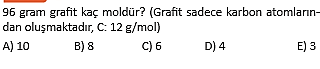 96 gram grafit kaç moldür? (Grafit sadece karbon atomların-
dan oluşmaktadır, C: 12 g/mol)
A) 10 B) 8 C) 6 D) 4 E) 3